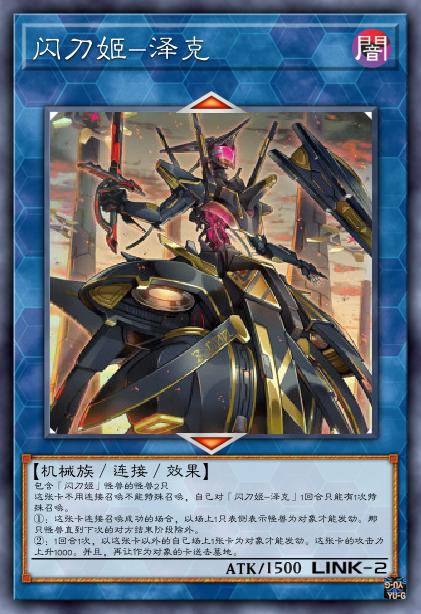 闪刀姬-泽克
闇
【机械族/连接/效果】
包含「闪刀姬」怪兽的怪兽2只
这张卡不用连接召唤不能特殊召唤，自己对「闪刀姬-泽克」1回合只能有1次特
殊召唤。
①：这张卡连接召唤成功的场合，以场上1只表侧表示怪兽为对象才能发动。那
只怪兽直到下次的对方结束阶段除外。
②：1回合1次，以这张卡以外的自己场上1张卡为对象才能发动。这张卡的攻击力
上升1000。并且，再让作为对象的卡送去墓地。
ATK/1500 LINK-2